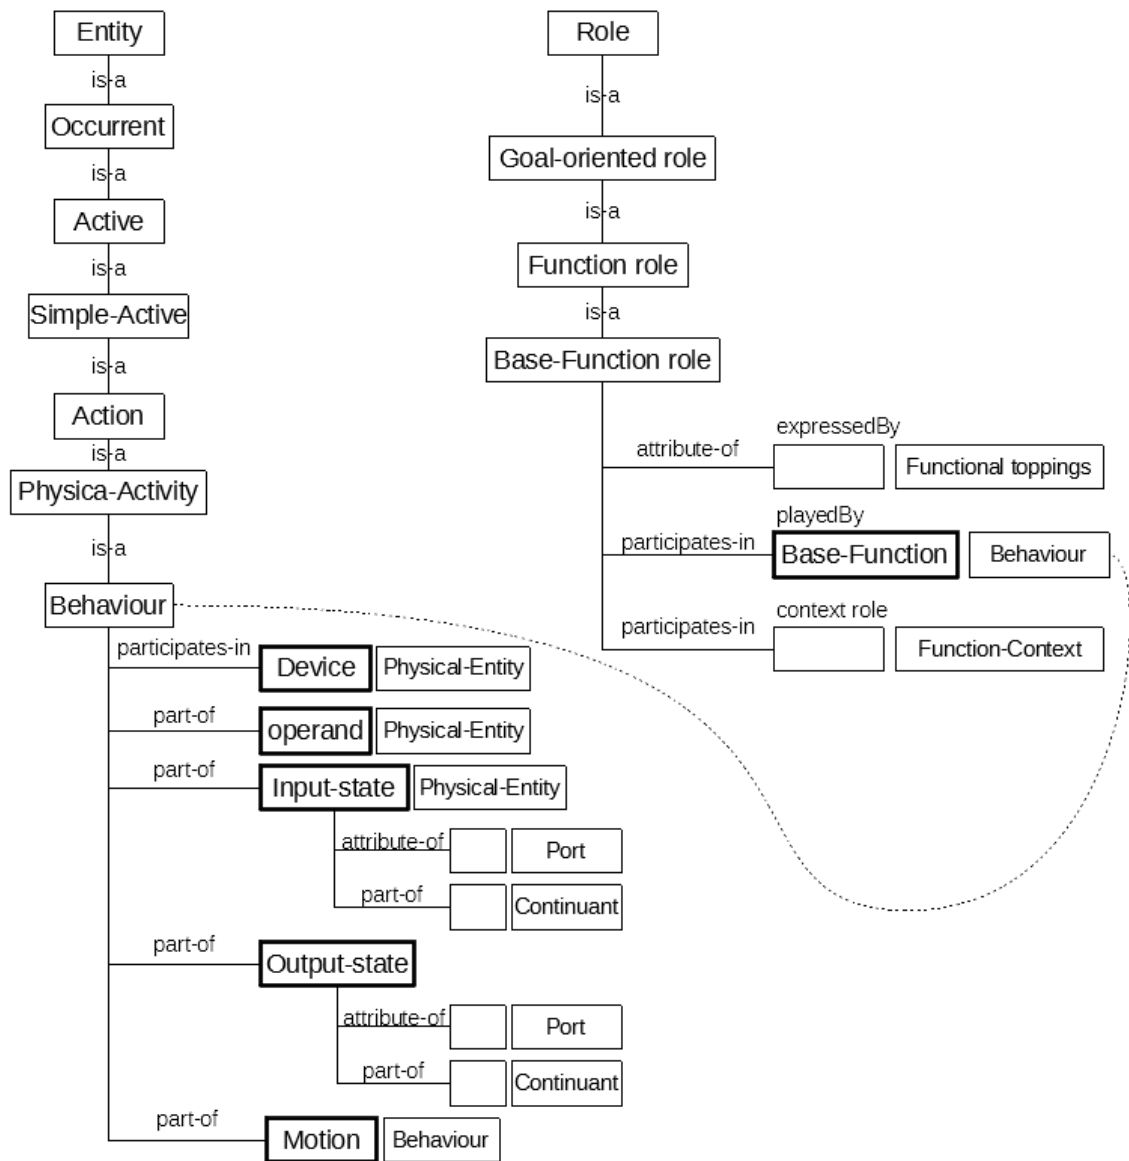 Entity
is-a
Occurrent
is-a
Active
is-a
Simple-Active
is-a
Action
is-a
Physica-Activity
is-a
Behaviour
participates-in
Device
Physical-Entity
part-of
operand
Physical-Entity
part-of
Input-state
Physical-Entity
attribute-of
Port
part-of
Continuant
part-of
Output-state
attribute-of
Port
part-of
Continuant
part-of
Motion
Behaviour
Role
is-a
Goal-oriented role
is-a
Function role
is-a
Base-Function role
expressedBy
attribute-of
Functional toppings
playedBy
participates-in
Base-Function
Behaviour
context role
participates-in
Function-Context